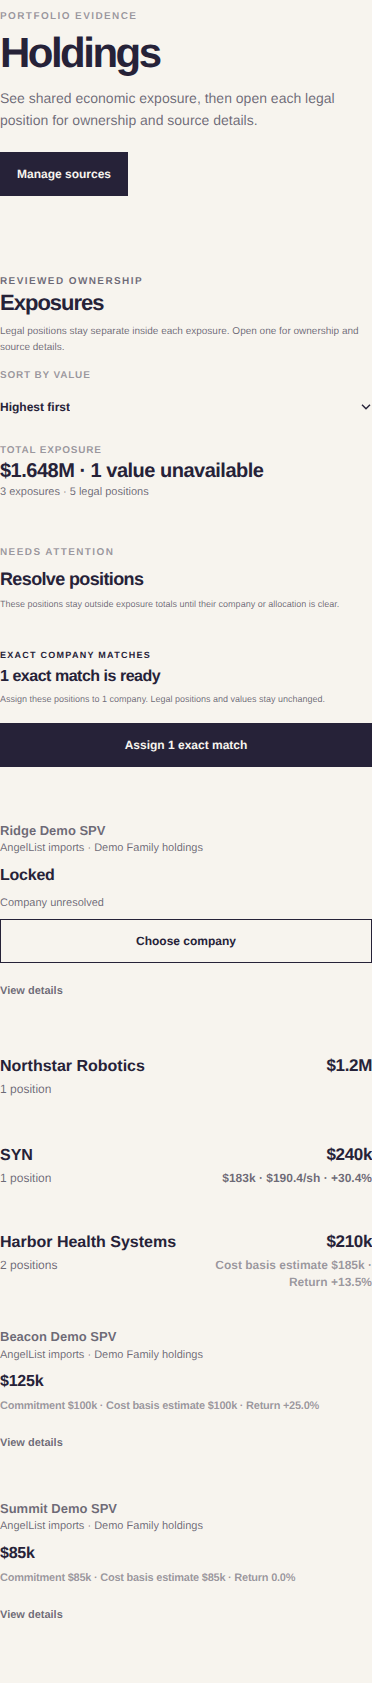 PORTFOLIO EVIDENCE
Holdings
See shared economic exposure, then open each legal
position for ownership and source details.
Manage sources
REVIEWED OWNERSHIP
Exposures
Legal positions stay separate inside each exposure. Open one for ownership and
source details.
SORT BY VALUE
Highest first
TOTAL EXPOSURE
$1.648M · 1 value unavailable
3 exposures · 5 legal positions
NEEDS ATTENTION
Resolve positions
These positions stay outside exposure totals until their company or allocation is clear.
EXACT COMPANY MATCHES
1 exact match is ready
Assign these positions to 1 company. Legal positions and values stay unchanged.
Assign 1 exact match
Ridge Demo SPV
AngelList imports · Demo Family holdings
Locked
Company unresolved
Choose company
View details
Northstar Robotics $1.2M
1 position
SYN $240k
1 position $183k · $190.4/sh · +30.4%
Harbor Health Systems $210k
2 positions Cost basis estimate $185k ·
Return +13.5%
Beacon Demo SPV
AngelList imports · Demo Family holdings
$125k
Commitment $100k · Cost basis estimate $100k · Return +25.0%
View details
Summit Demo SPV
AngelList imports · Demo Family holdings
$85k
Commitment $85k · Cost basis estimate $85k · Return 0.0%
View details